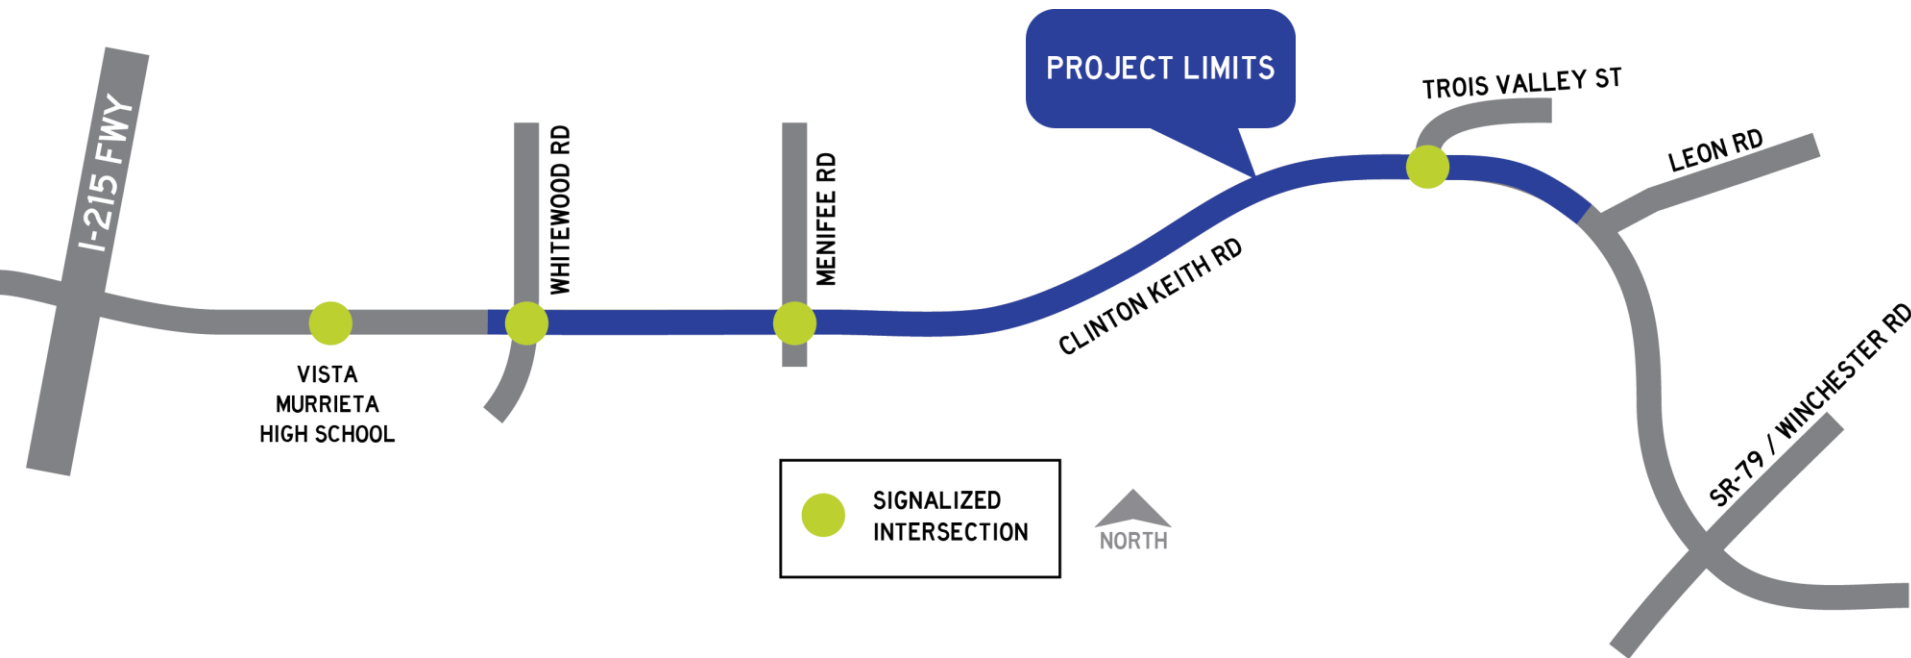 I-215 FWY
VISTA
MURRIETA
HIGH SCHOOL
WHITEWOOD RD
MENIFEE RD
PROJECT LIMITS
CLINTON KEITH RD
TROIS VALLEY ST
LEON RD
SR-79 / WINCHESTER RD
SIGNALIZED
INTERSECTION
NORTH